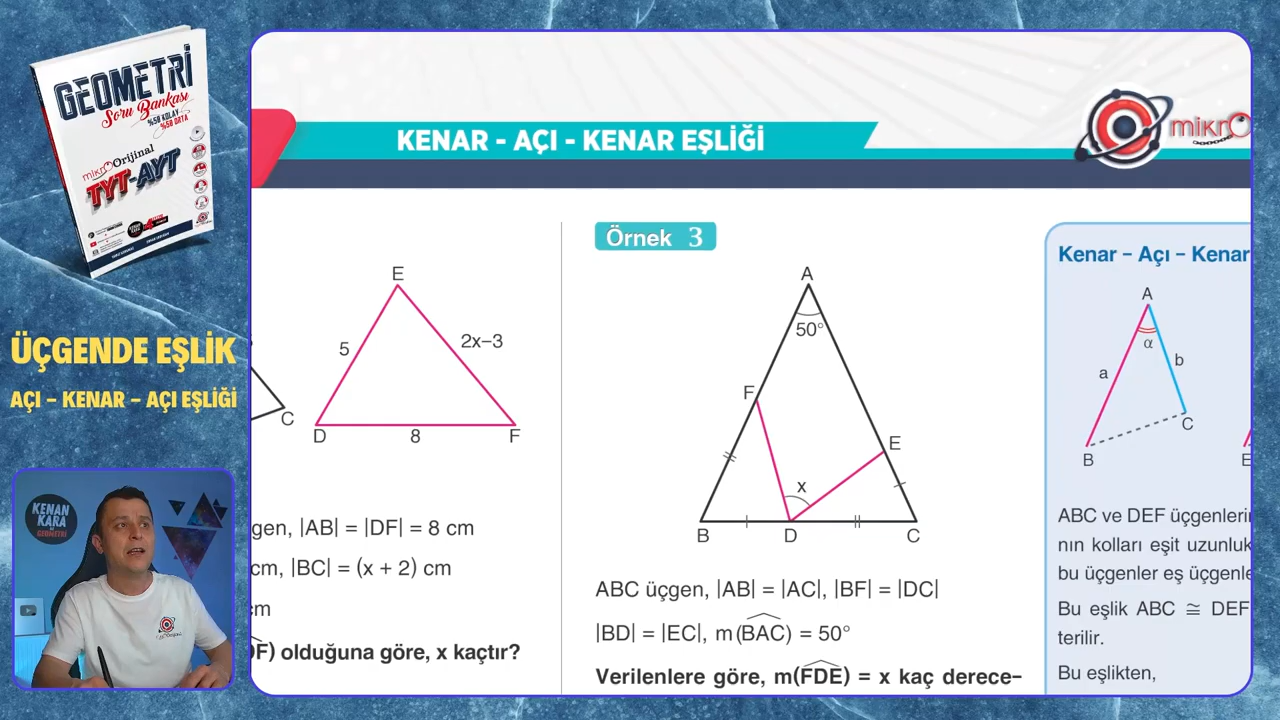 GEOMETRİ
Soru Bankası
%50 KOLAY
%50 ORTA
mikro Orijinal
TYT-AYT
ÜÇGENDE EŞLİK
AÇI – KENAR – AÇI EŞLİĞİ
KENAN
KARA
GEOMETRİ
KENAR - AÇI - KENAR EŞLİĞİ
mikro
E
5
2x–3
C
D
8
F
gen, |AB| = |DF| = 8 cm
cm, |BC| = (x + 2) cm
cm
DF) olduğuna göre, x kaçtır?
Örnek 3
A
50°
F
E
x
B
D
C
ABC üçgen, |AB| = |AC|, |BF| = |DC|
|BD| = |EC|, m(BAC) = 50°
Verilenlere göre, m(FDE) = x kaç derece–
Kenar – Açı – Kenar
A
α
a
b
C
B
E
ABC ve DEF üçgenlerin
nın kolları eşit uzunluk
bu üçgenler eş üçgenle
Bu eşlik ABC ≅ DEF
terilir.
Bu eşlikten,